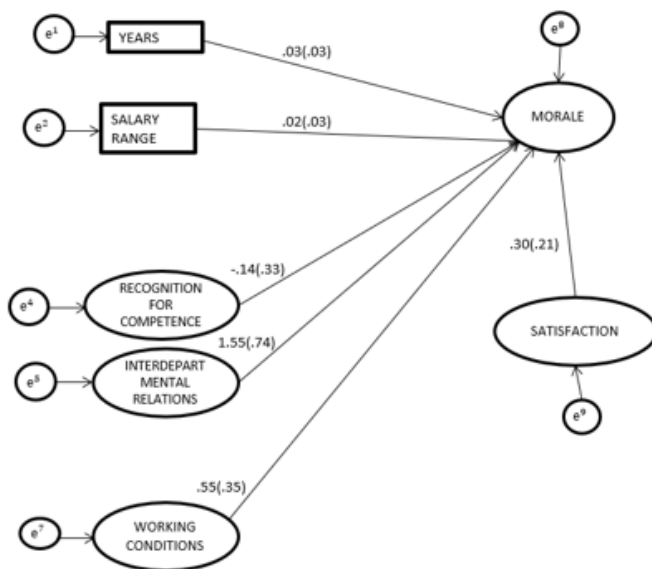 e1
YEARS
.03(.03)
e8
MORALE
e2
SALARY
RANGE
.02(.03)
.30(.21)
-.14(.33)
e4
RECOGNITION
FOR
COMPETENCE
1.55(.74)
SATISFACTION
e5
INTERDEPART
MENTAL
RELATIONS
e9
.55(.35)
e7
WORKING
CONDITIONS